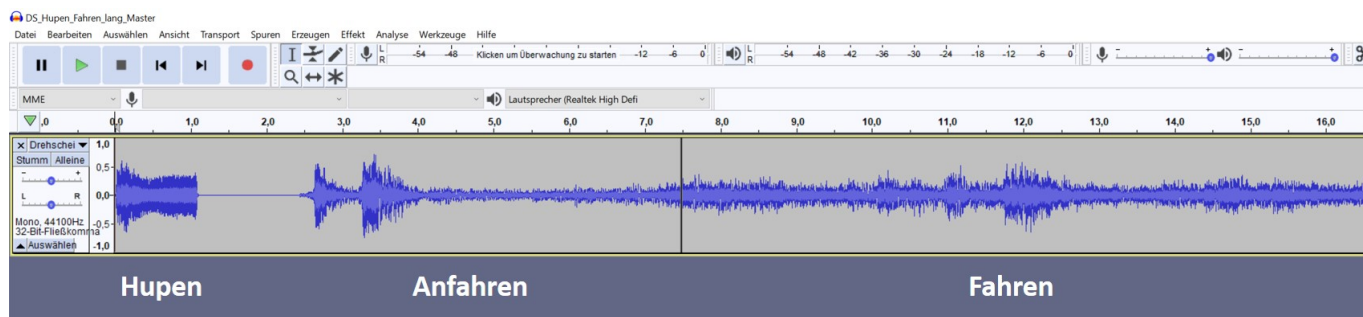 DS_Hupen_Fahren_lang_Master
Datei Bearbeiten Auswählen Ansicht Transport Spuren Erzeugen Effekt Analyse Werkzeuge Hilfe
L R -54 -48 Klicken um Überwachung zu starten -12 -6 0 L R -54 -48 -42 -36 -30 -24 -18 -12 -6 0 - + - +
MME Lautsprecher (Realtek High Defi
,0 0,0 1,0 2,0 3,0 4,0 5,0 6,0 7,0 8,0 9,0 10,0 11,0 12,0 13,0 14,0 15,0 16,0
x Drehschei 1,0
Stumm Alleine 0,5
- +
L R 0,0
Mono, 44100Hz -0,5
32-Bit-Fließkomma
Auswählen -1,0
Hupen Anfahren Fahren